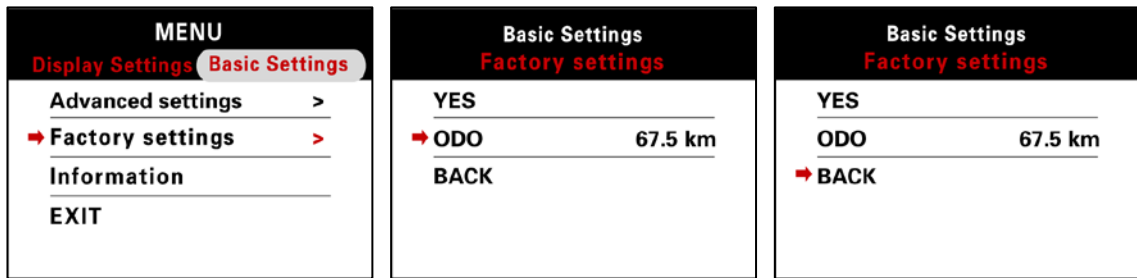 MENU
Display Settings Basic Settings
Advanced settings >
Factory settings >
Information
EXIT
Basic Settings
Factory settings
YES
ODO 67.5 km
BACK
Basic Settings
Factory settings
YES
ODO 67.5 km
BACK